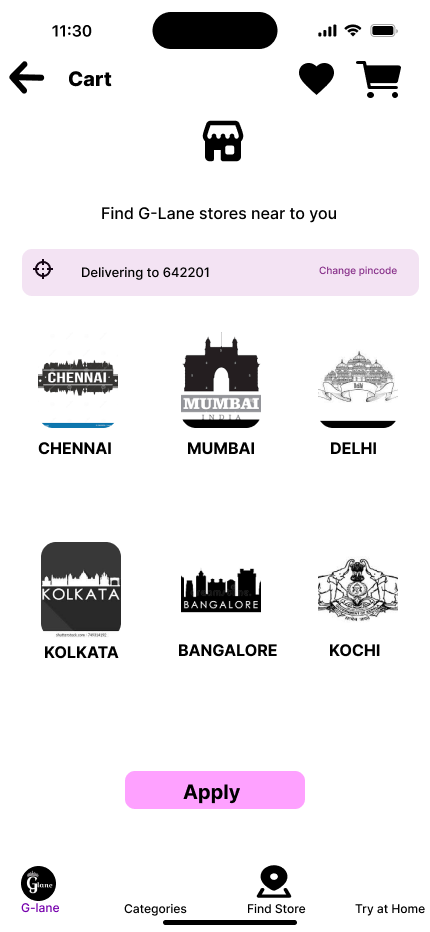 11:30
Cart
Find G-Lane stores near to you
Delivering to 642201
Change pincode
CHENNAI
MUMBAI
INDIA
CHENNAI
MUMBAI
DELHI
KOLKATA
BANGALORE
KOLKATA
BANGALORE
KOCHI
Apply
Glane
G-lane
Categories
Find Store
Try at Home